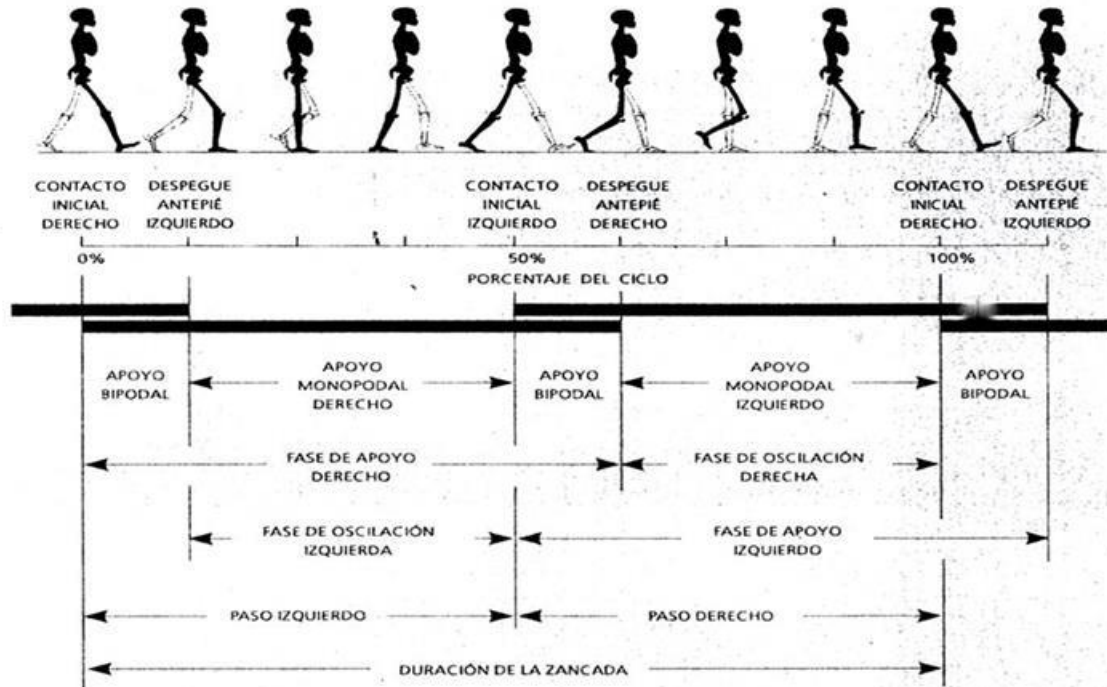 CONTACTO
INICIAL
DERECHO
DESPEGUE
ANTEPIÉ
IZQUIERDO
CONTACTO
INICIAL
IZQUIERDO
DESPEGUE
ANTEPIÉ
DERECHO
CONTACTO
INICIAL
DERECHO
DESPEGUE
ANTEPIÉ
IZQUIERDO
0%
50%
100%
PORCENTAJE DEL CICLO
APOYO
BIPODAL
APOYO
MONOPODAL
DERECHO
APOYO
BIPODAL
APOYO
MONOPODAL
IZQUIERDO
APOYO
BIPODAL
FASE DE APOYO
DERECHO
FASE DE OSCILACIÓN
DERECHA
FASE DE OSCILACIÓN
IZQUIERDA
FASE DE APOYO
IZQUIERDO
PASO IZQUIERDO
PASO DERECHO
DURACIÓN DE LA ZANCADA